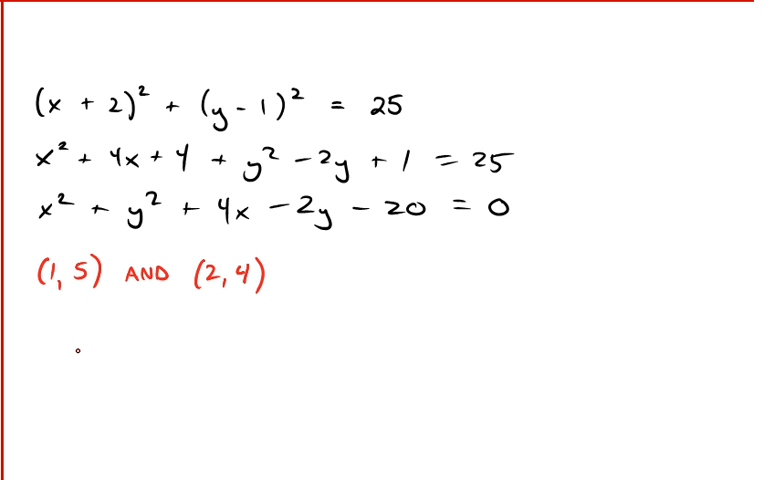 (x + 2)² + (y - 1)² = 25
x² + 4x + 4 + y² - 2y + 1 = 25
x² + y² + 4x - 2y - 20 = 0
(1, 5) AND (2, 4)